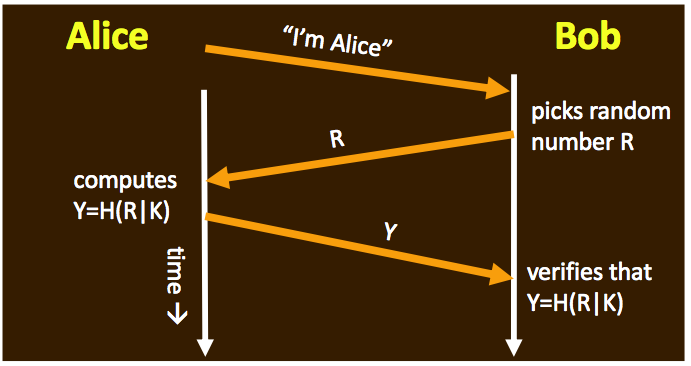 Alice
Bob
“I’m Alice”
picks random
number R
R
computes
Y=H(R|K)
Y
time →
verifies that
Y=H(R|K)